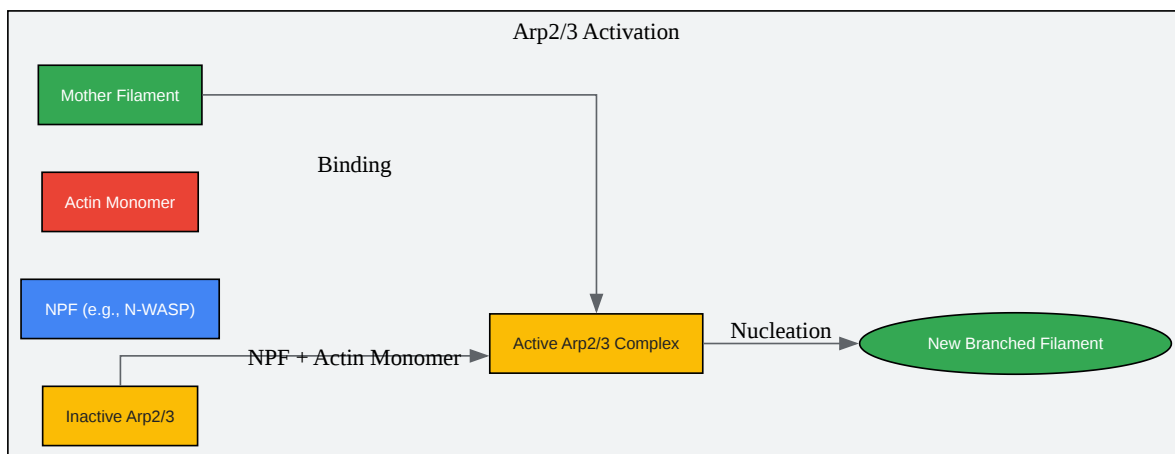 Arp2/3 Activation
Mother Filament
Binding
Actin Monomer
NPF (e.g., N-WASP)
NPF + Actin Monomer
Active Arp2/3 Complex
Nucleation
New Branched Filament
Inactive Arp2/3